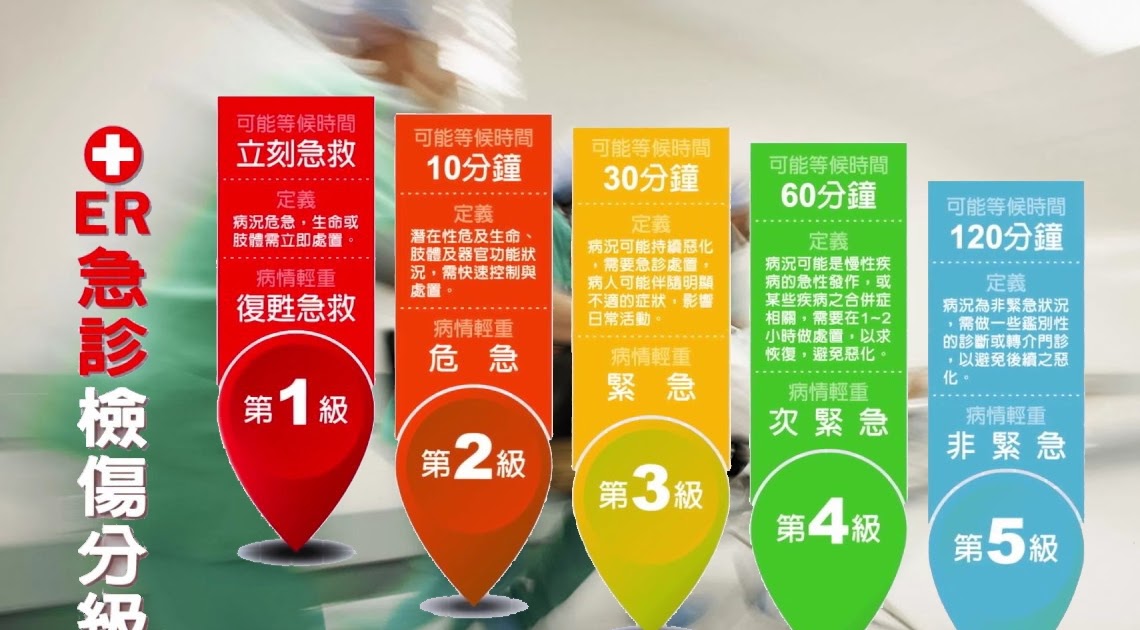 ER
急
診
檢
傷
分
級
可能等候時間
立刻急救
定義
病況危急，生命或
肢體需立即處置。
病情輕重
復甦急救
第1級
可能等候時間
10分鐘
定義
潛在性危及生命、
肢體及器官功能狀
況，需快速控制與
處置。
病情輕重
危 急
第2級
可能等候時間
30分鐘
定義
病況可能持續惡化
，需要急診處置，
病人可能伴隨明顯
不適的症狀，影響
日常活動。
病情輕重
緊 急
第3級
可能等候時間
60分鐘
定義
病況可能是慢性疾
病的急性發作，或
某些疾病之合併症
相關，需要在1~2
小時做處置，以求
恢復，避免惡化。
病情輕重
次 緊 急
第4級
可能等候時間
120分鐘
定義
病況為非緊急狀況
，需做一些鑑別性
的診斷或轉介門診
，以避免後續之惡
化。
病情輕重
非 緊 急
第5級